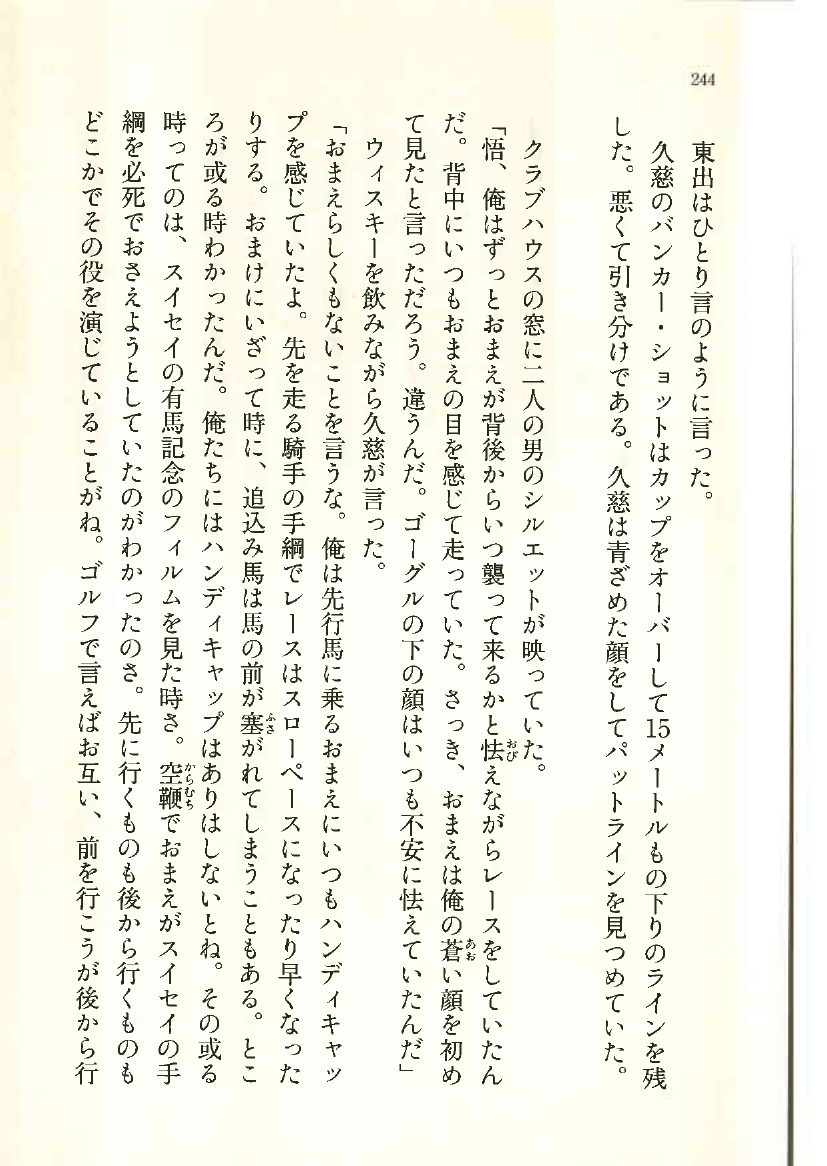 244
東出はひとり言のように言った。
久慈のバンカー・ショットはカップをオーバーして15メートルもの下りのラインを残
した。悪くて引き分けである。久慈は青ざめた顔をしてパットラインを見つめていた。
クラブハウスの窓に二人の男のシルエットが映っていた。
「悟、俺はずっとおまえが背後からいつ襲って来るかと怯えながらレースをしていたん
だ。背中にいつもおまえの目を感じて走っていた。さっき、おまえは俺の蒼い顔を初め
て見たと言っただろう。違うんだ。ゴーグルの下の顔はいつも不安に怯えていたんだ」
ウィスキーを飲みながら久慈が言った。
「おまえらしくもないことを言うな。俺は先行馬に乗るおまえにいつもハンディキャッ
プを感じていたよ。先を走る騎手の手綱でレースはスローペースになったり早くなった
りする。おまけにいざって時に、追込み馬は馬の前が塞がれてしまうこともある。とこ
ろが或る時わかったんだ。俺たちにはハンディキャップはありはしないとね。その或る
時ってのは、スイセイの有馬記念のフィルムを見た時さ。空鞭でおまえがスイセイの手
綱を必死でおさえようとしていたのがわかったのさ。先に行くものも後から行くものも
どこかでその役を演じていることがね。ゴルフで言えばお互い、前を行こうが後から行